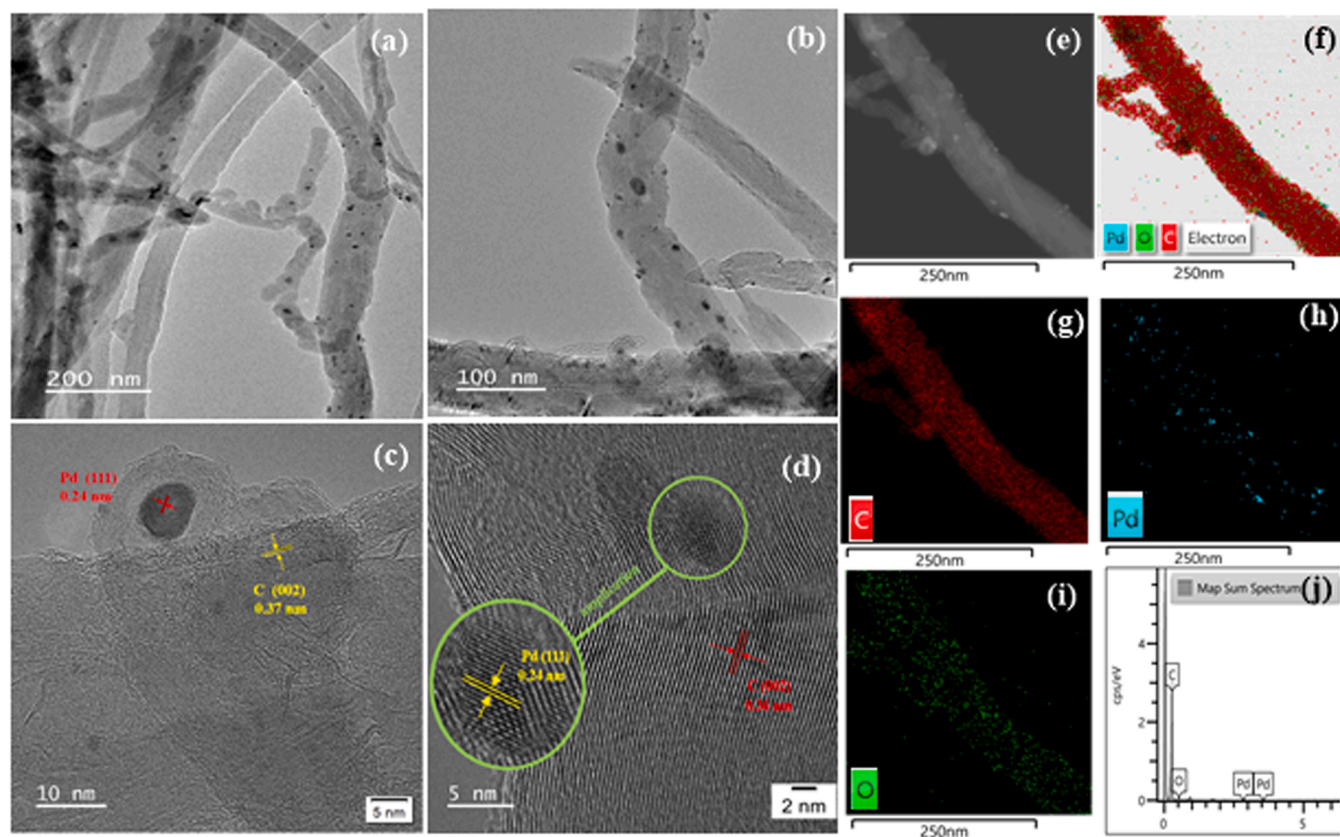 (a)
200 nm
(b)
100 nm
(c)
Pd (111)
0.24 nm
C (002)
0.37 nm
10 nm
5 nm
(d)
Pd (111)
0.24 nm
C (002)
5 nm
2 nm
(e)
250nm
(f)
Pd O C Electron
250nm
(g)
C
250nm
(h)
Pd
250nm
(i)
O
250nm
(j)
Map Sum Spectrum
cps/eV
4
2
0
C
O
Pd Pd
0 5